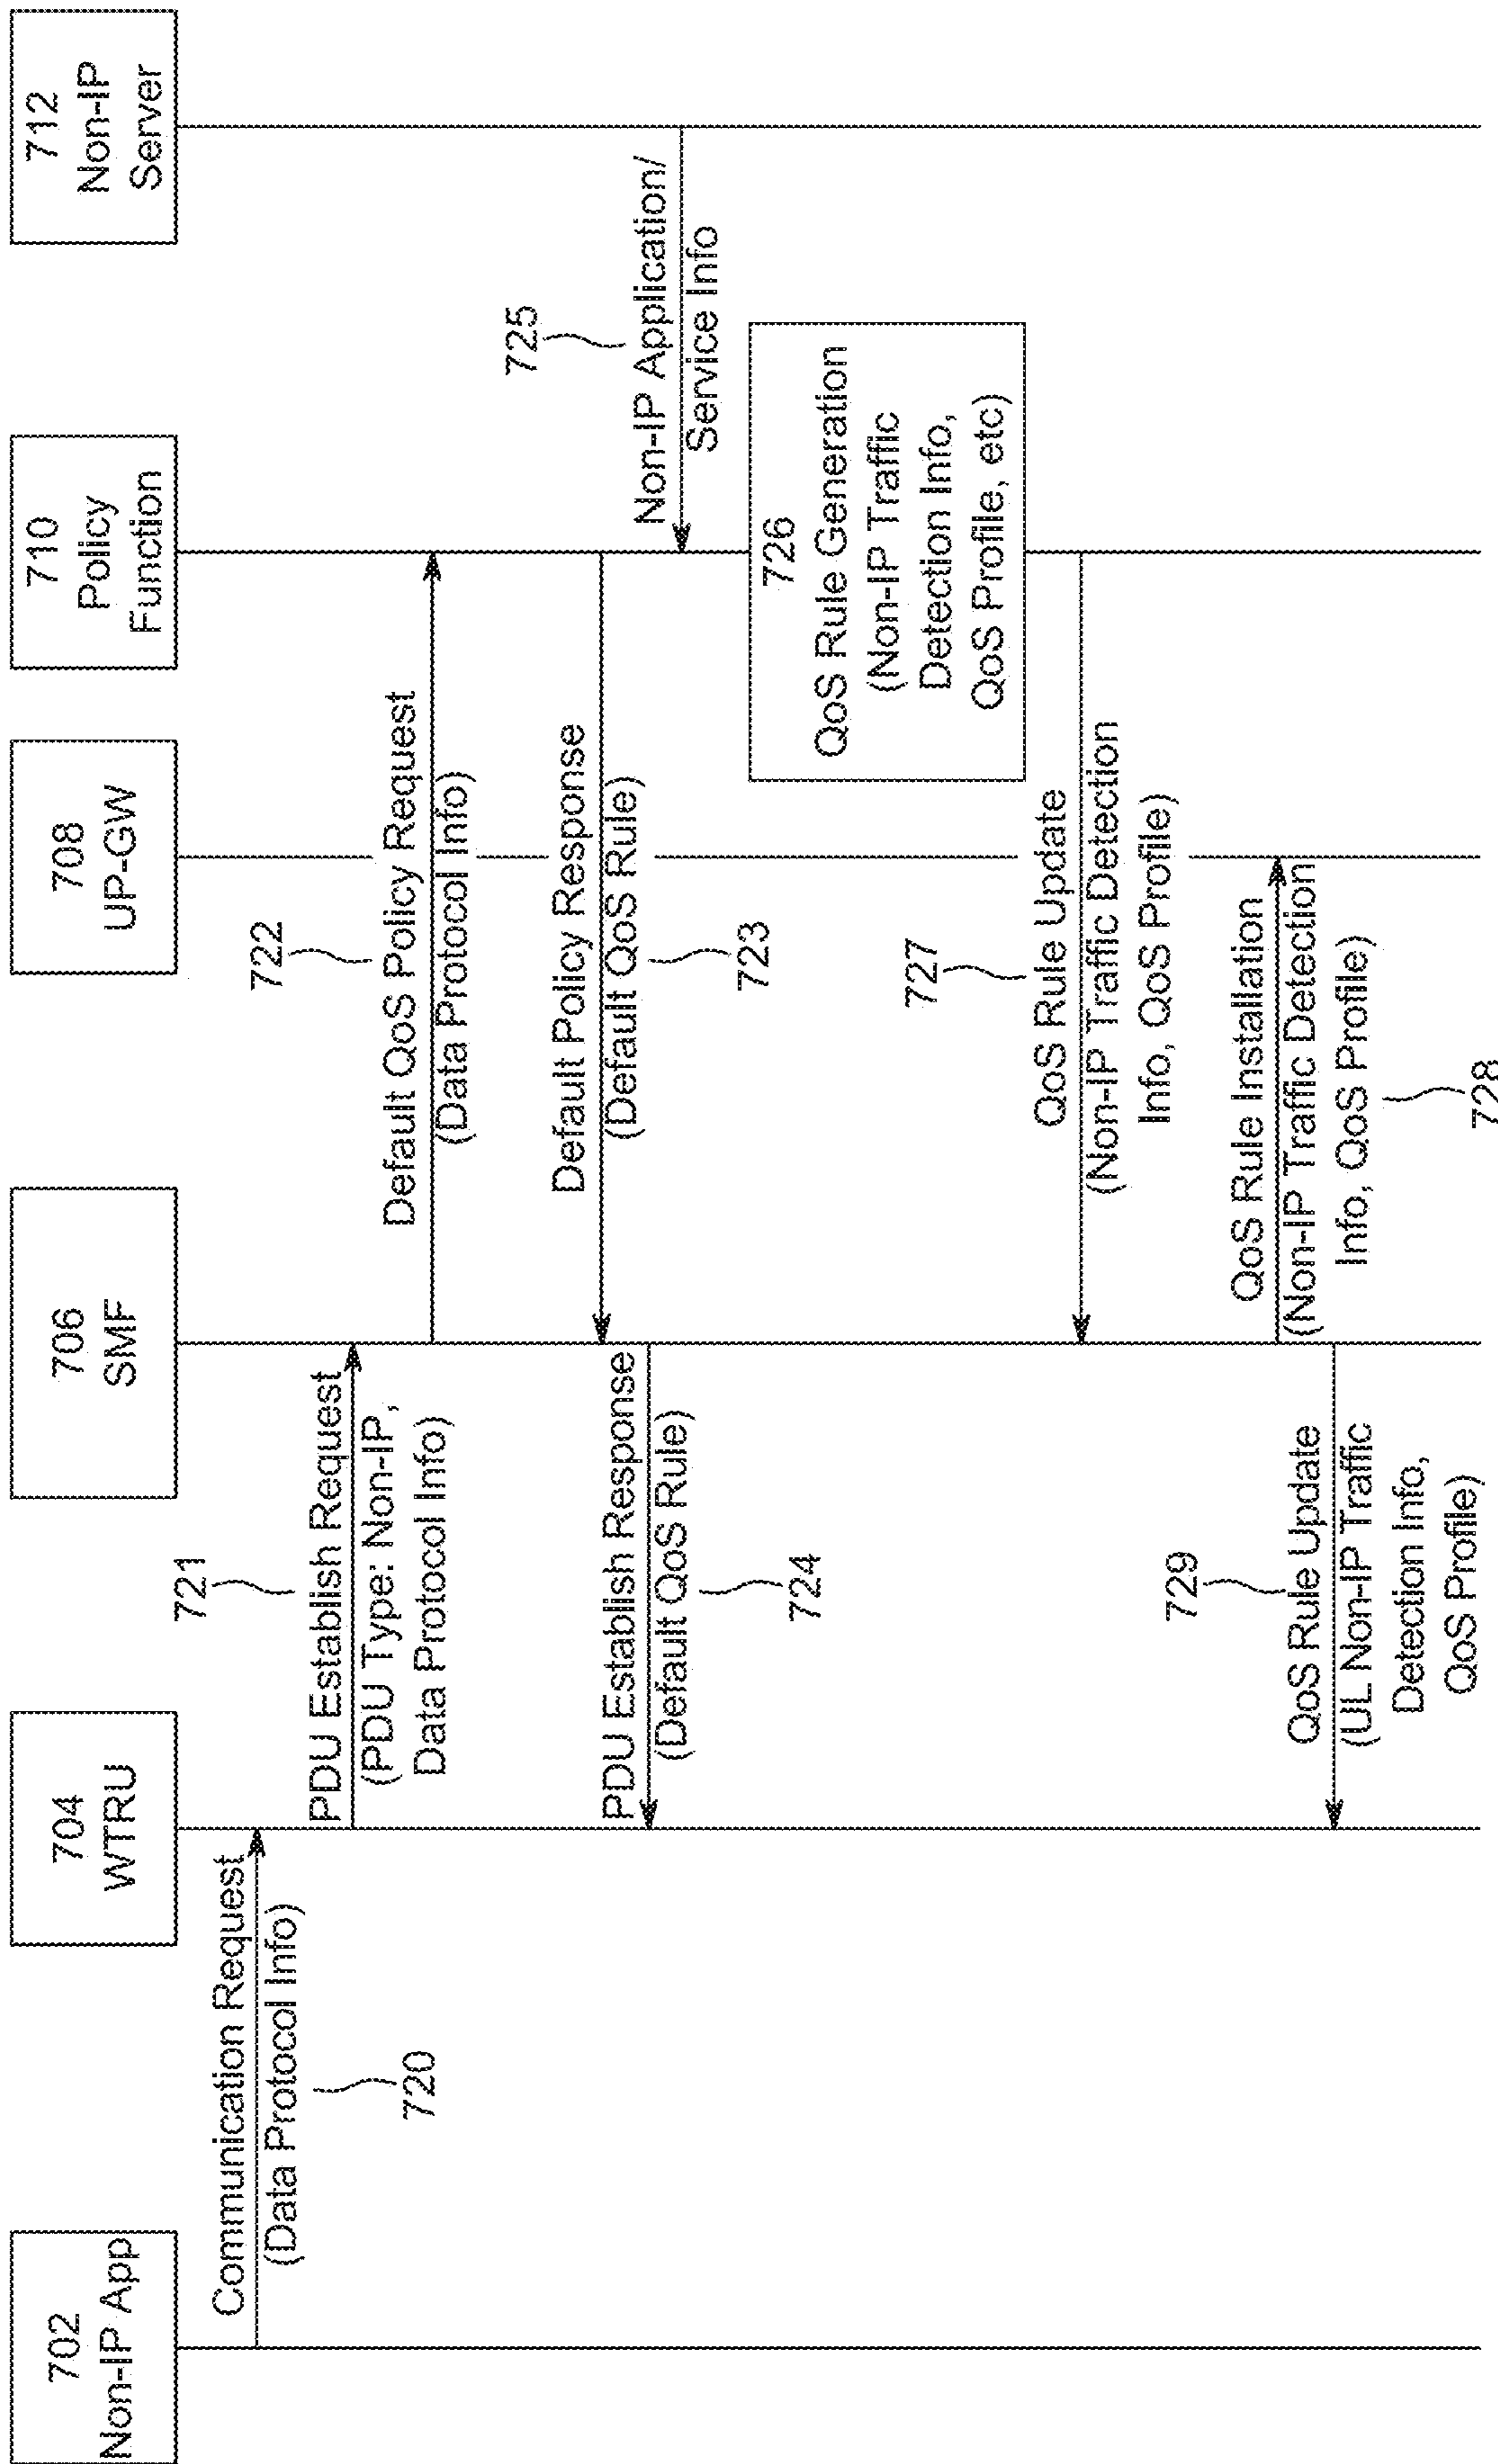 702
Non-IP App
704
WTRU
706
SMF
708
UP-GW
710
Policy
Function
712
Non-IP
Server
Communication Request
(Data Protocol Info)
720
721
PDU Establish Request
(PDU Type: Non-IP,
Data Protocol Info)
722
Default QoS Policy Request
(Data Protocol Info)
Default Policy Response
(Default QoS Rule)
723
PDU Establish Response
(Default QoS Rule)
724
725
Non-IP Application/
Service Info
726
QoS Rule Generation
(Non-IP Traffic
Detection Info,
QoS Profile, etc)
727
QoS Rule Update
(Non-IP Traffic Detection
Info, QoS Profile)
QoS Rule Installation
(Non-IP Traffic Detection
Info, QoS Profile)
728
729
QoS Rule Update
(UL Non-IP Traffic
Detection Info,
QoS Profile)